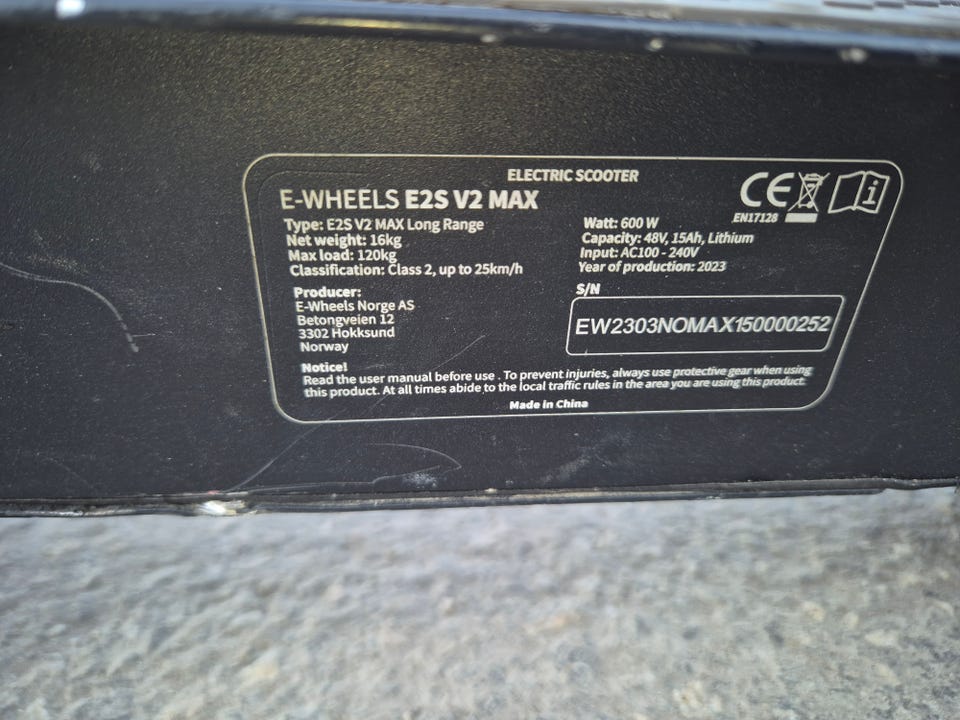 ELECTRIC SCOOTER
E-WHEELS E2S V2 MAX
Type: E2S V2 MAX Long Range
Net weight: 16kg
Max load: 120kg
Classification: Class 2, up to 25km/h
Producer:
E-Wheels Norge AS
Betongveien 12
3302 Hokksund
Norway
CE
EN17128
Watt: 600 W
Capacity: 48V, 15Ah, Lithium
Input: AC100 - 240V
Year of production: 2023
S/N
EW2303NOMAX150000252
Notice!
Read the user manual before use . To prevent injuries, always use protective gear when using
this product. At all times abide to the local traffic rules in the area you are using this product.
Made in China